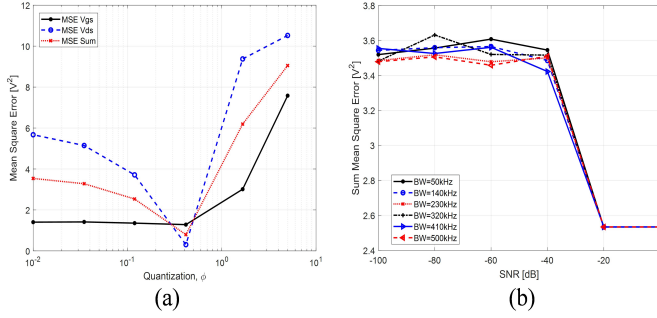 (a)
MSE Vgs
MSE Vds
MSE Sum
Mean Square Error [V²]
12
10
8
6
4
2
0
10⁻²
10⁻¹
10⁰
10¹
Quantization, ϕ
(a)
(b)
Sum Mean Square Error [V²]
3.8
3.6
3.4
3.2
3
2.8
2.6
2.4
BW=50kHz
BW=140kHz
BW=230kHz
BW=320kHz
BW=410kHz
BW=500kHz
-100
-80
-60
-40
-20
SNR [dB]
(b)